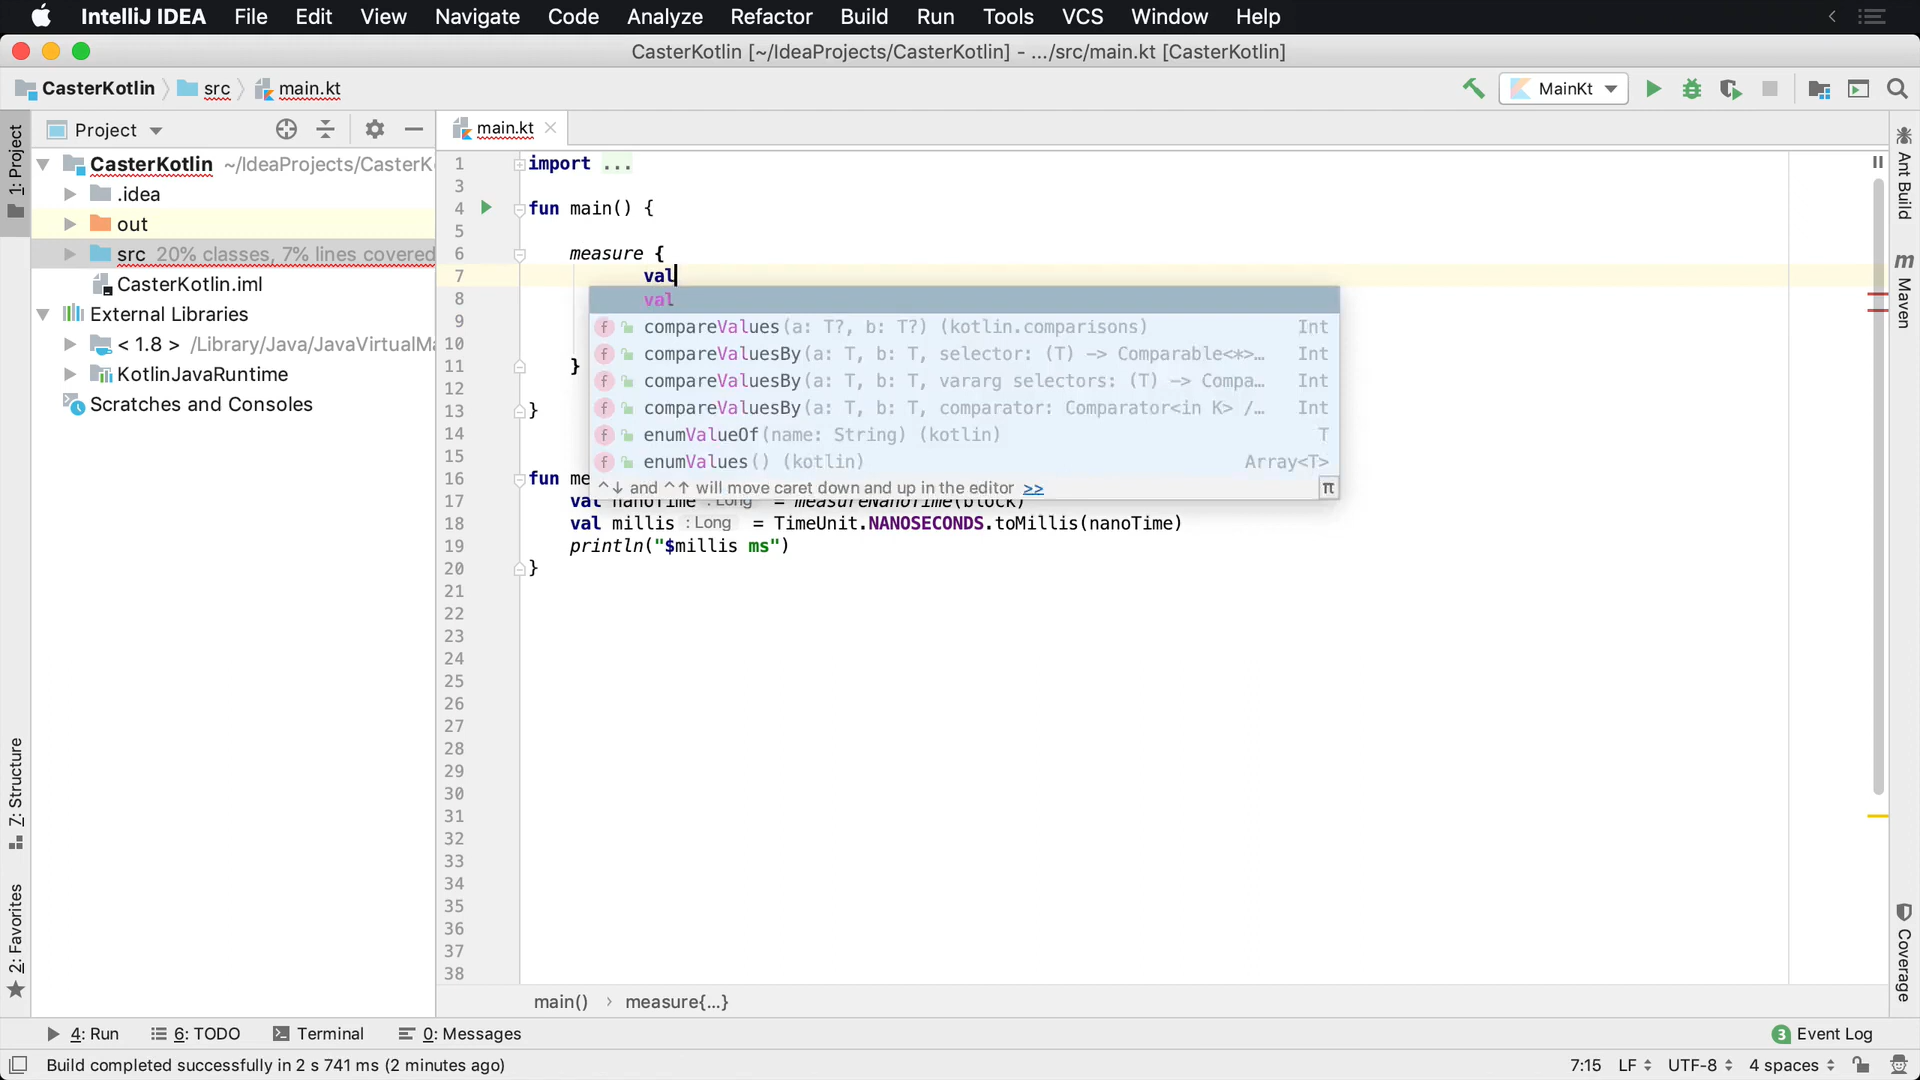 IntelliJ IDEA File Edit View Navigate Code Analyze Refactor Build Run Tools VCS Window Help
CasterKotlin [~/IdeaProjects/CasterKotlin] - .../src/main.kt [CasterKotlin]
CasterKotlin src main.kt MainKt
Project main.kt
1: Project
CasterKotlin ~/IdeaProjects/CasterK
.idea
out
src 20% classes, 7% lines covered
CasterKotlin.iml
External Libraries
< 1.8 > /Library/Java/JavaVirtualMa
KotlinJavaRuntime
Scratches and Consoles
Z: Structure
2: Favorites
1 import ...
3
4 fun main() {
5
6 measure {
7 val
8
9
10
11 }
12
13 }
14
15
16 fun me
17 val nanoTime : Long = measureNanoTime(block)
18 val millis : Long = TimeUnit.NANOSECONDS.toMillis(nanoTime)
19 println("$millis ms")
20 }
21
22
23
24
25
26
27
28
29
30
31
32
33
34
35
36
37
38
val
compareValues(a: T?, b: T?) (kotlin.comparisons) Int
compareValuesBy(a: T, b: T, selector: (T) -> Comparable<*>… Int
compareValuesBy(a: T, b: T, vararg selectors: (T) -> Compa… Int
compareValuesBy(a: T, b: T, comparator: Comparator<in K> /… Int
enumValueOf(name: String) (kotlin) T
enumValues() (kotlin) Array<T>
^↓ and ^↑ will move caret down and up in the editor >> π
Ant Build
m Maven
Coverage
main() › measure{...}
4: Run 6: TODO Terminal 0: Messages 3 Event Log
Build completed successfully in 2 s 741 ms (2 minutes ago) 7:15 LF UTF-8 4 spaces